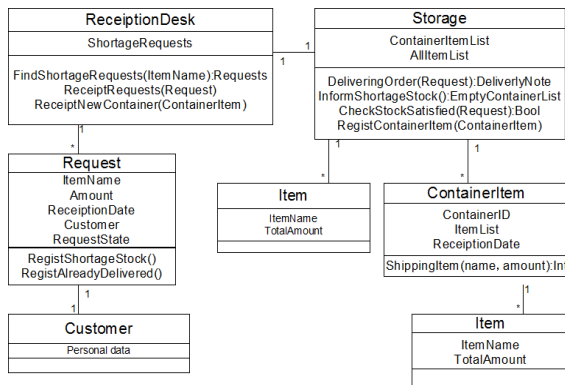 ReceiptionDesk
ShortageRequests
FindShortageRequests(ItemName):Requests
ReceiptRequests(Request)
ReceiptNewContainer(ContainerItem)
1
1
Storage
ContainerItemList
AllItemList
DeliveringOrder(Request):DeliverlyNote
InformShortageStock():EmptyContainerList
CheckStockSatisfied(Request):Bool
RegistContainerItem(ContainerItem)
1
*
1
*
1
*
Request
ItemName
Amount
ReceiptionDate
Customer
RequestState
RegistShortageStock()
RegistAlreadyDelivered()
1
1
Customer
Personal data
Item
ItemName
TotalAmount
ContainerItem
ContainerID
ItemList
ReceiptionDate
ShippingItem(name, amount):Int
1
*
Item
ItemName
TotalAmount